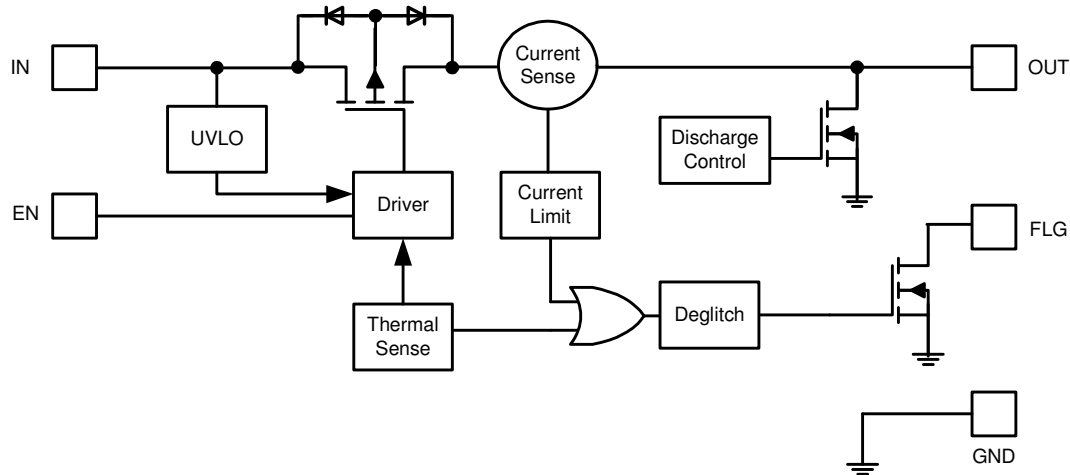 IN
Current
Sense
OUT
UVLO
Discharge
Control
EN
Driver
Current
Limit
FLG
Thermal
Sense
Deglitch
GND